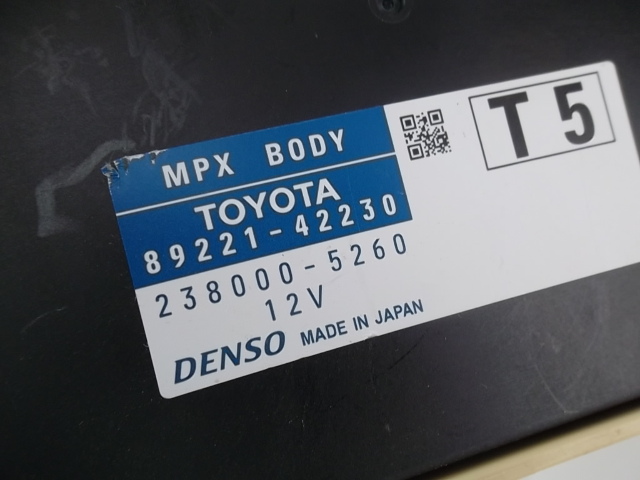 MPX BODY
TOYOTA
89221-42230
238000-5260
12V
DENSO MADE IN JAPAN
T5